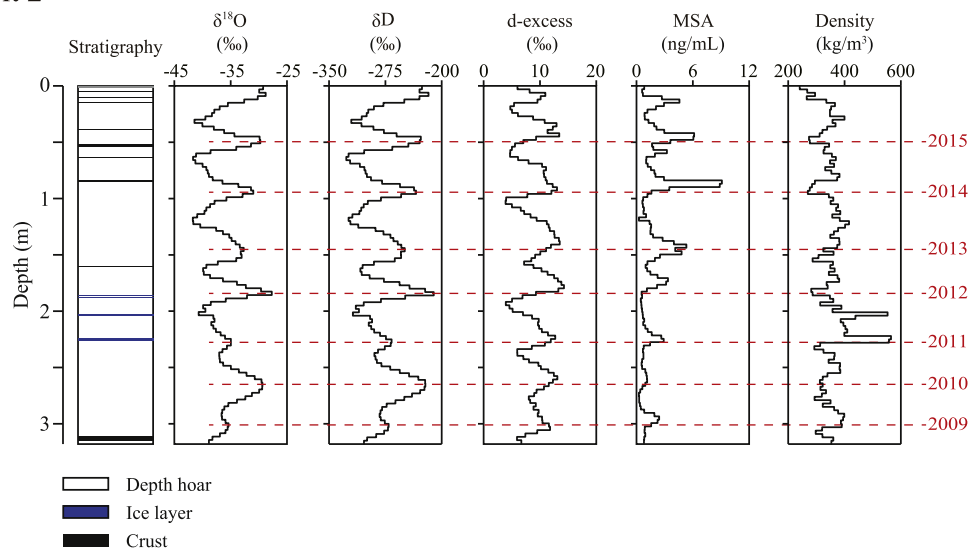 Stratigraphy
δ¹⁸O
(‰)
δD
(‰)
d-excess
(‰)
MSA
(ng/mL)
Density
(kg/m³)
-45 -35 -25
-350 -275 -200
0 10 20
0 6 12
200 400 600
0
1
2
3
Depth (m)
-2015
-2014
-2013
-2012
-2011
-2010
-2009
Depth hoar
Ice layer
Crust